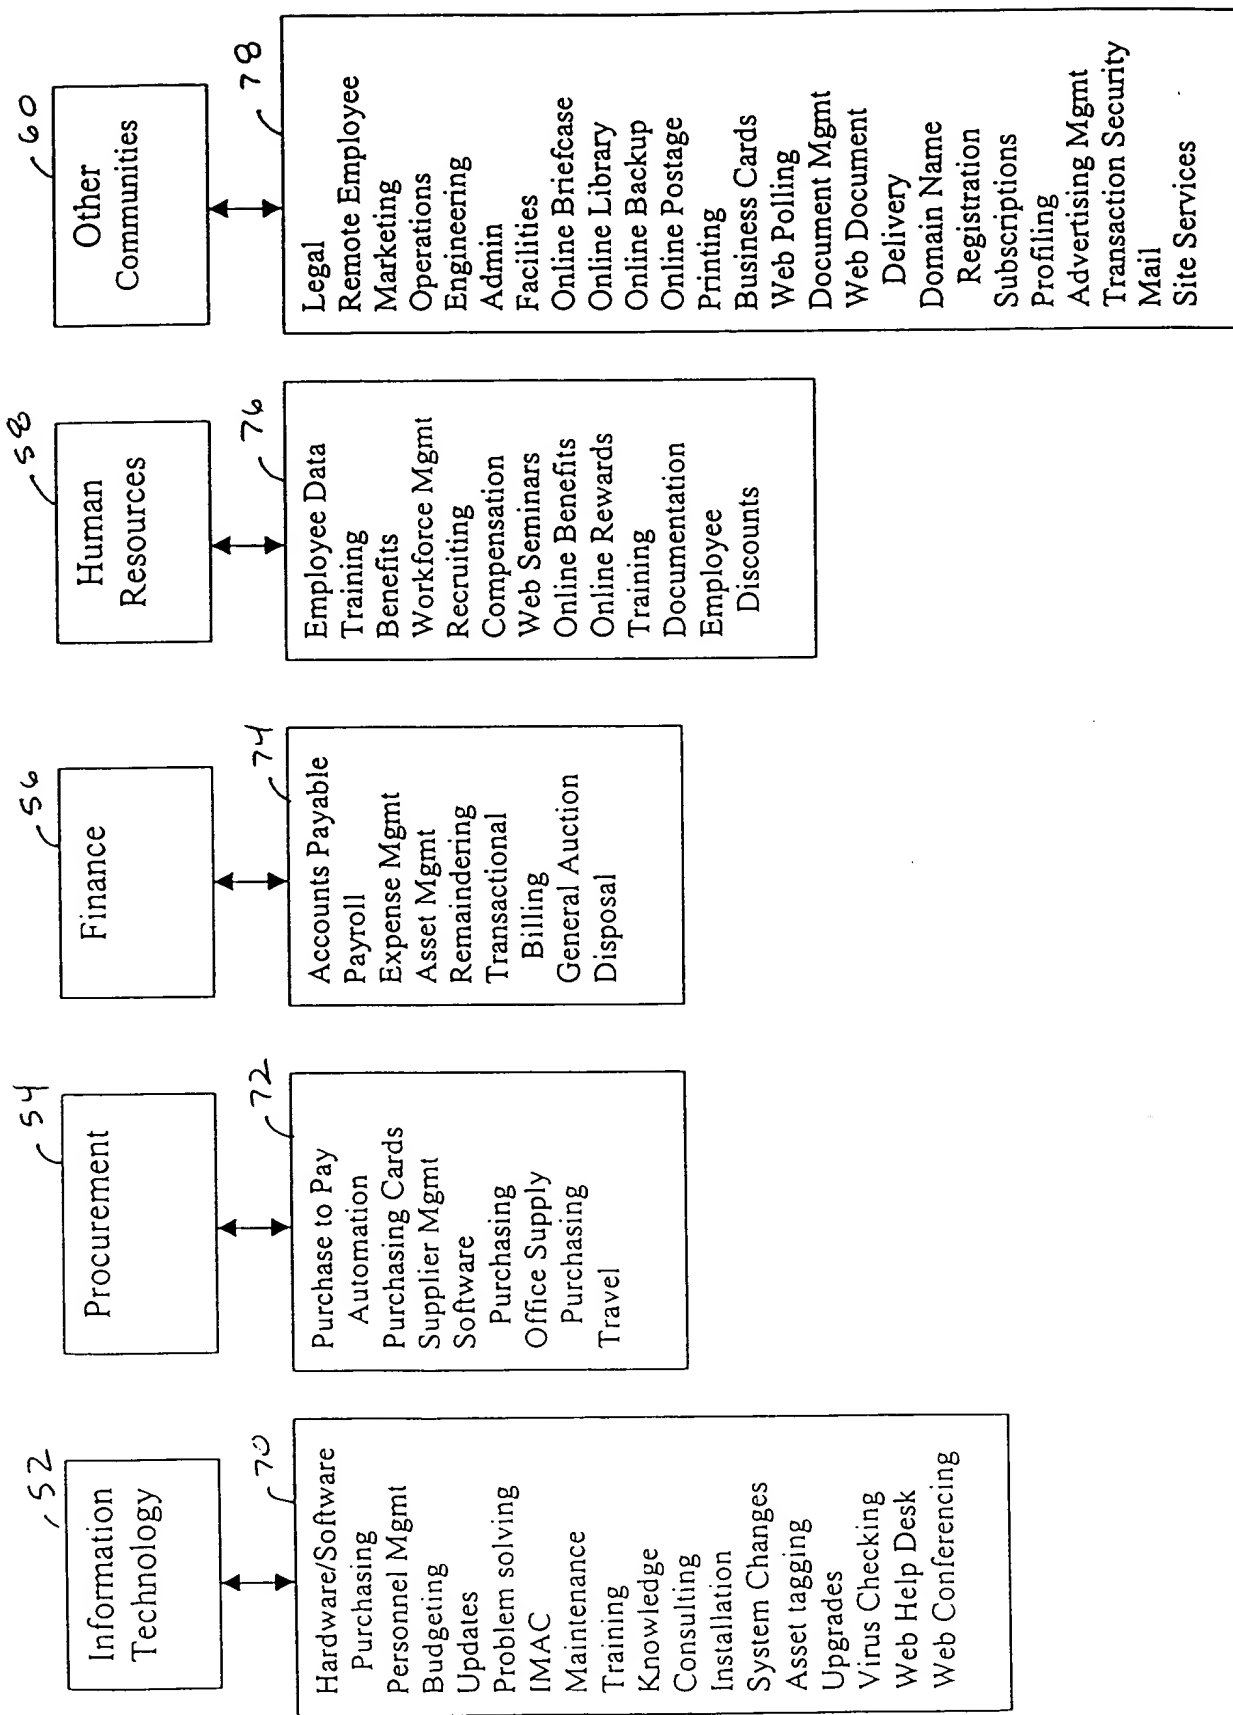 52
Information
Technology
70
Hardware/Software
Purchasing
Personnel Mgmt
Budgeting
Updates
Problem solving
IMAC
Maintenance
Training
Knowledge
Consulting
Installation
System Changes
Asset tagging
Upgrades
Virus Checking
Web Help Desk
Web Conferencing
54
Procurement
72
Purchase to Pay
Automation
Purchasing Cards
Supplier Mgmt
Software
Purchasing
Office Supply
Purchasing
Travel
56
Finance
74
Accounts Payable
Payroll
Expense Mgmt
Asset Mgmt
Remaindering
Transactional
Billing
General Auction
Disposal
58
Human
Resources
76
Employee Data
Training
Benefits
Workforce Mgmt
Recruiting
Compensation
Web Seminars
Online Benefits
Online Rewards
Training
Documentation
Employee
Discounts
60
Other
Communities
78
Legal
Remote Employee
Marketing
Operations
Engineering
Admin
Facilities
Online Briefcase
Online Library
Online Backup
Online Postage
Printing
Business Cards
Web Polling
Document Mgmt
Web Document
Delivery
Domain Name
Registration
Subscriptions
Profiling
Advertising Mgmt
Transaction Security
Mail
Site Services